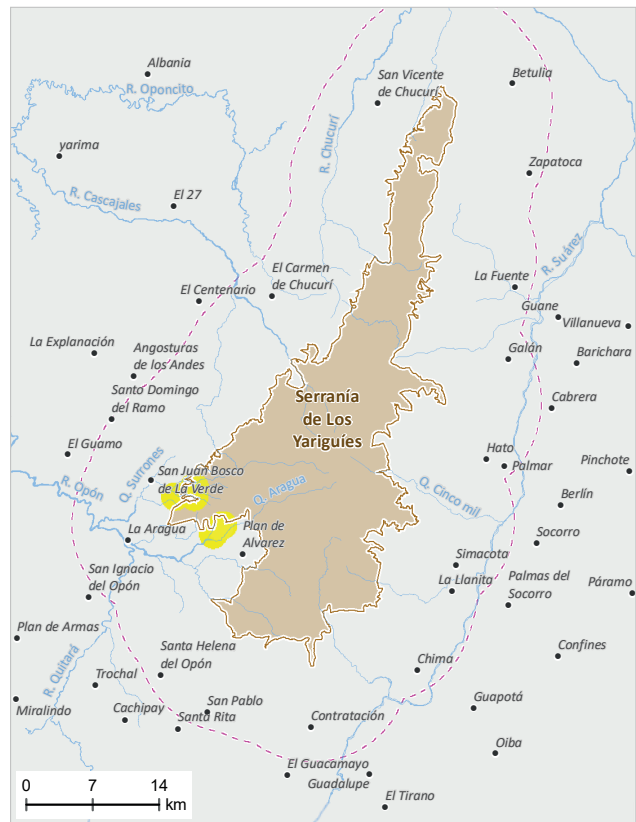 Albania
San Vicente
de Chucurí
Betulia
R. Oponcito
R. Chucurí
yarima
Zapatoca
R. Cascajales
El 27
R. Suárez
El Carmen
de Chucurí
La Fuente
El Centenario
Guane
Villanueva
La Explanación
Angosturas
de los Andes
Galán
Barichara
Santo Domingo
del Ramo
Serranía
de Los
Yariguíes
Cabrera
El Guamo
Hato
Palmar
Pinchote
R. Opón
Q. Surrones
San Juan Bosco
de La Verde
Q. Aragua
Q. Cinco mil
Berlín
La Aragua
Plan de
Alvarez
Socorro
Simacota
San Ignacio
del Opón
La Llanita
Palmas del
Socorro
Páramo
Plan de Armas
Santa Helena
del Opón
Confines
R. Quitará
Chima
Trochal
Miralindo
Cachipay
San Pablo
Santa Rita
Contratación
Guapotá
Oiba
El Guacamayo
Guadalupe
El Tirano
0 7 14
km